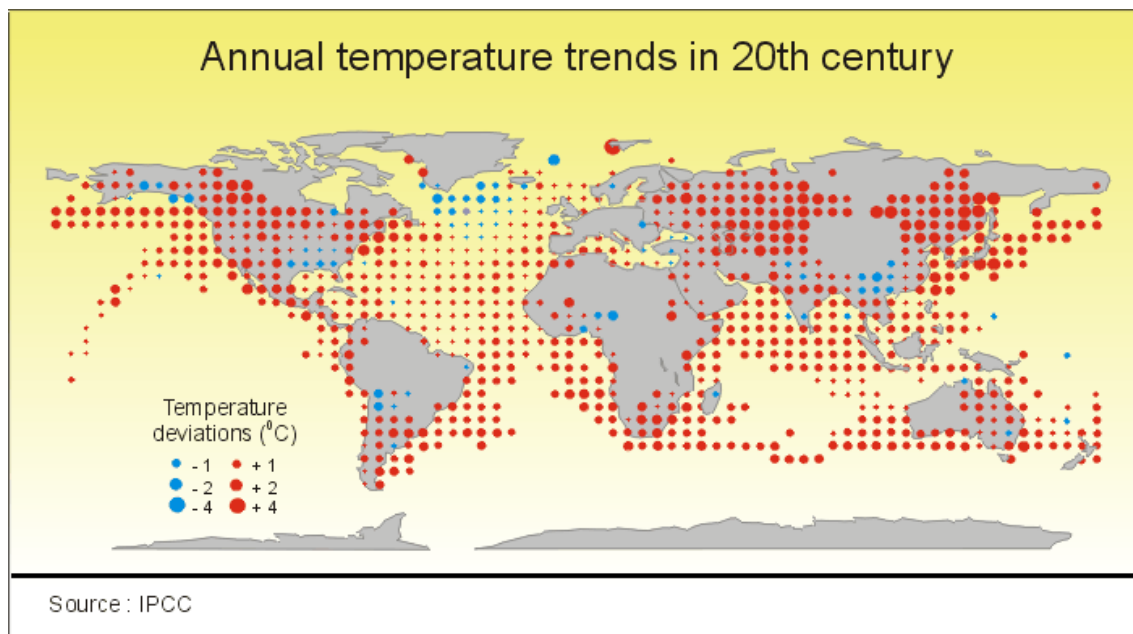 Annual temperature trends in 20th century
Temperature
deviations (⁰C)
- 1 + 1
- 2 + 2
- 4 + 4
Source : IPCC